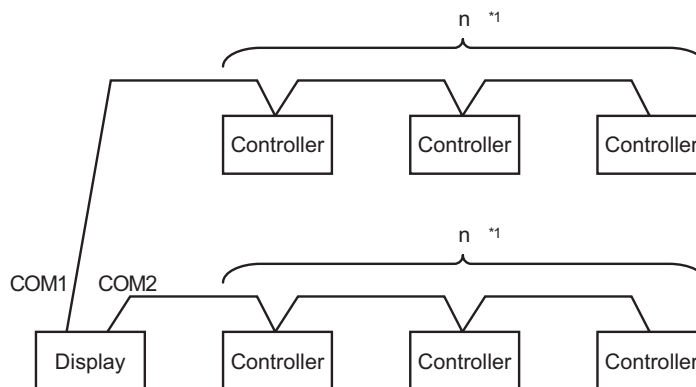 n *1
Controller Controller Controller
n *1
COM1 COM2
Display Controller Controller Controller